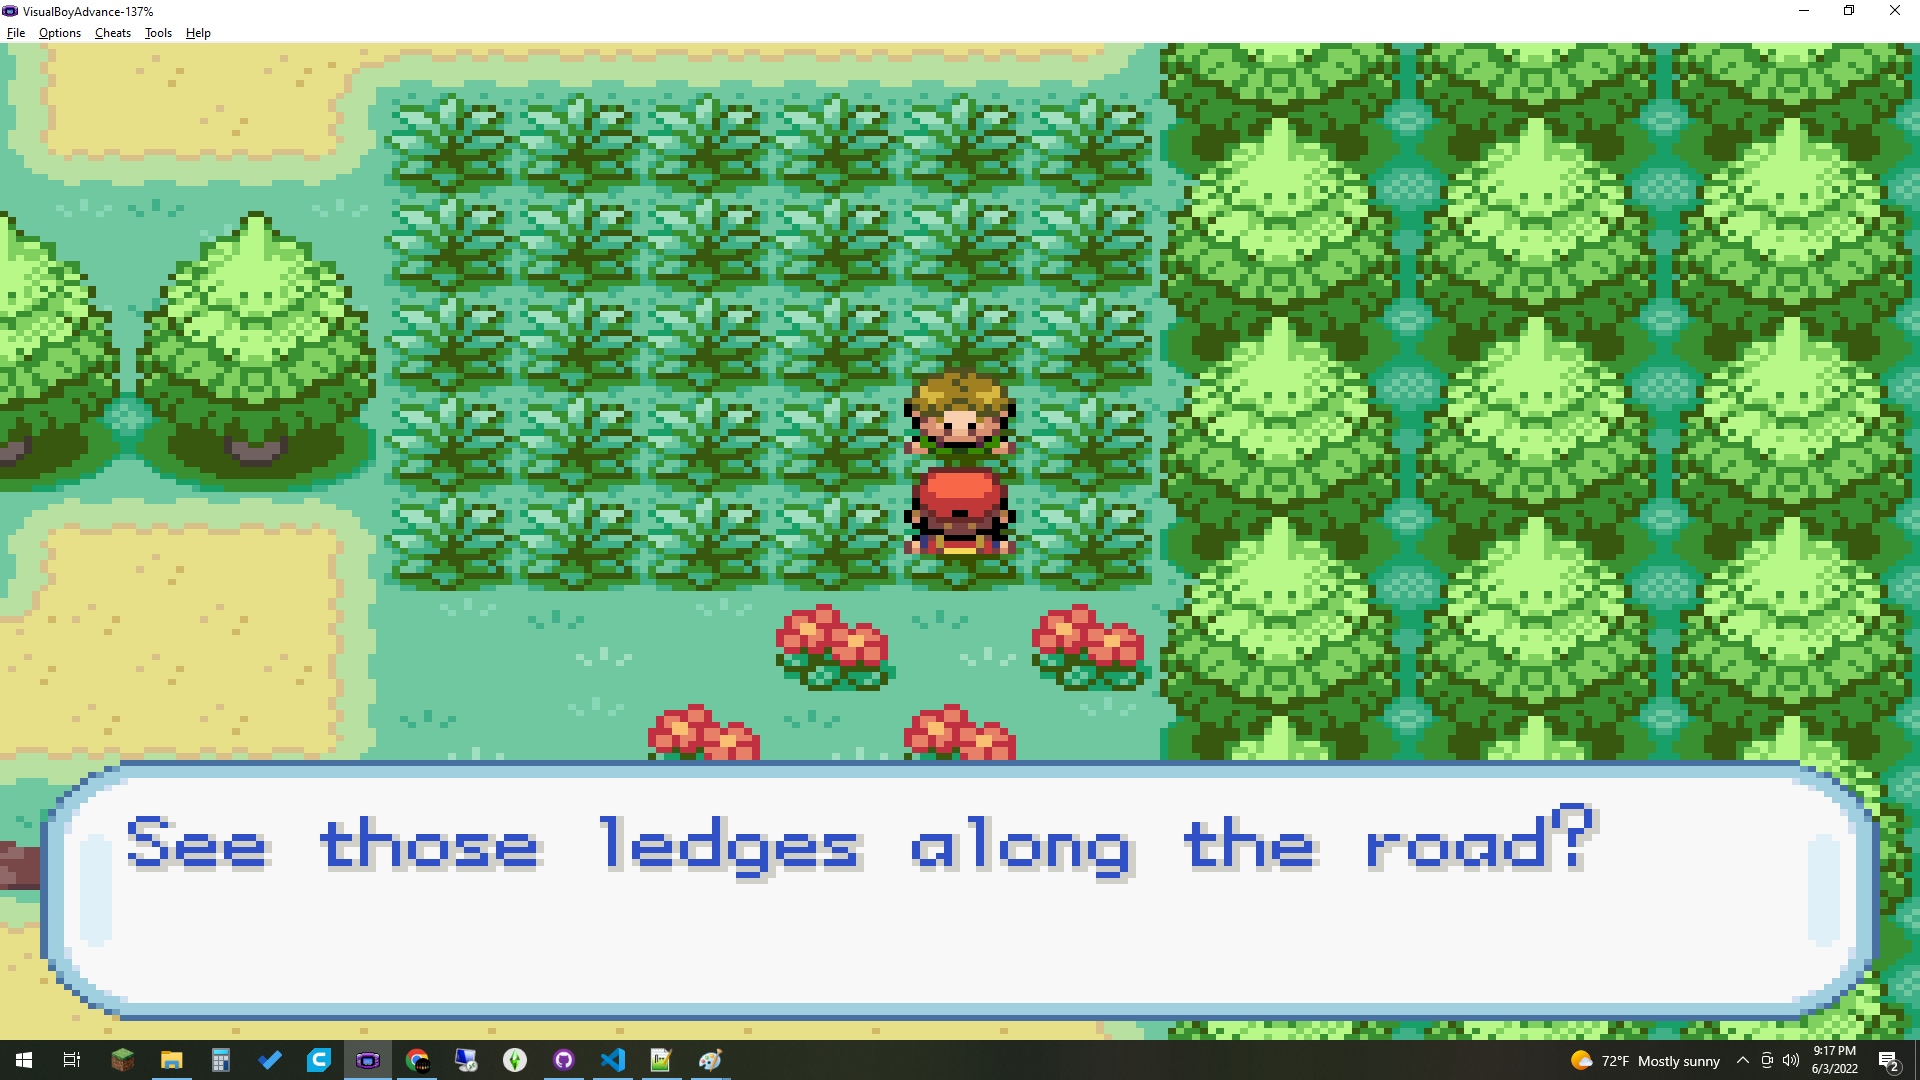 VisualBoyAdvance-137%
File Options Cheats Tools Help
See those ledges along the road?
72°F Mostly sunny
9:17 PM
6/3/2022
2